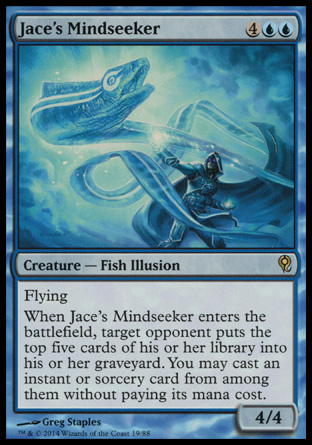 Jace's Mindseeker 4
Creature — Fish Illusion
Flying
When Jace's Mindseeker enters the
battlefield, target opponent puts the
top five cards of his or her library into
his or her graveyard. You may cast an
instant or sorcery card from among
them without paying its mana cost.
4/4
Greg Staples
™ & © 2014 Wizards of the Coast 19/88